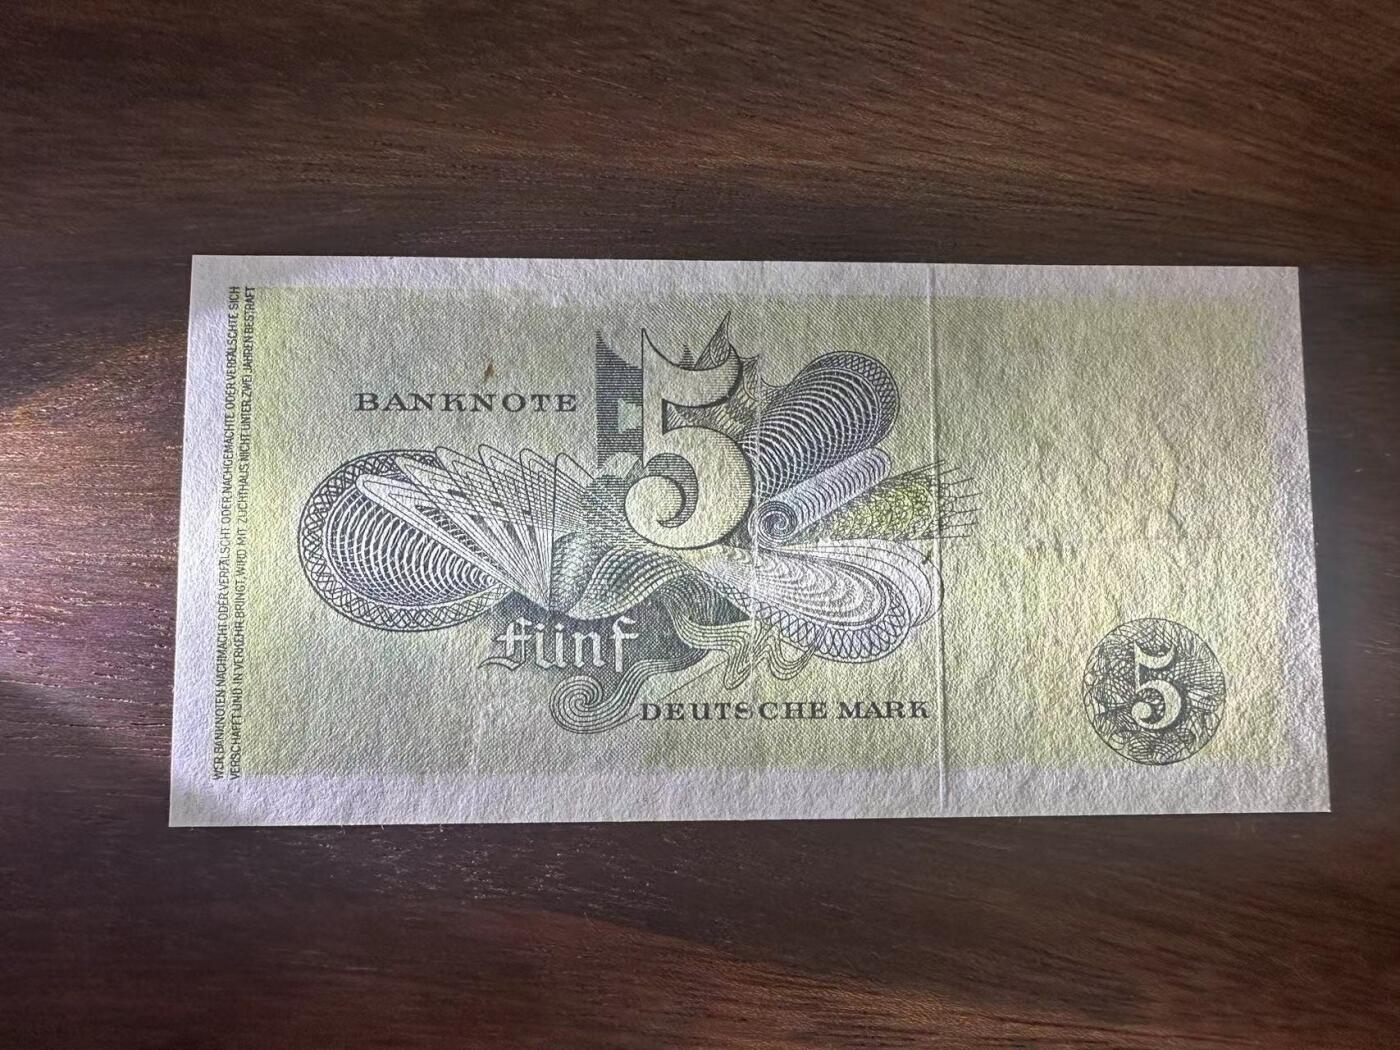 WER BANKNOTEN NACHMACHT ODER VERFÄLSCHT ODER NACHGEMACHTE ODER VERFÄLSCHTE SICH
VERSCHAFFT UND IN VERKEHR BRINGT, WIRD MIT ZUCHTHAUS NICHT UNTER ZWEI JAHREN BESTRAFT
BANKNOTE
5
Fünf
DEUTSCHE MARK
5